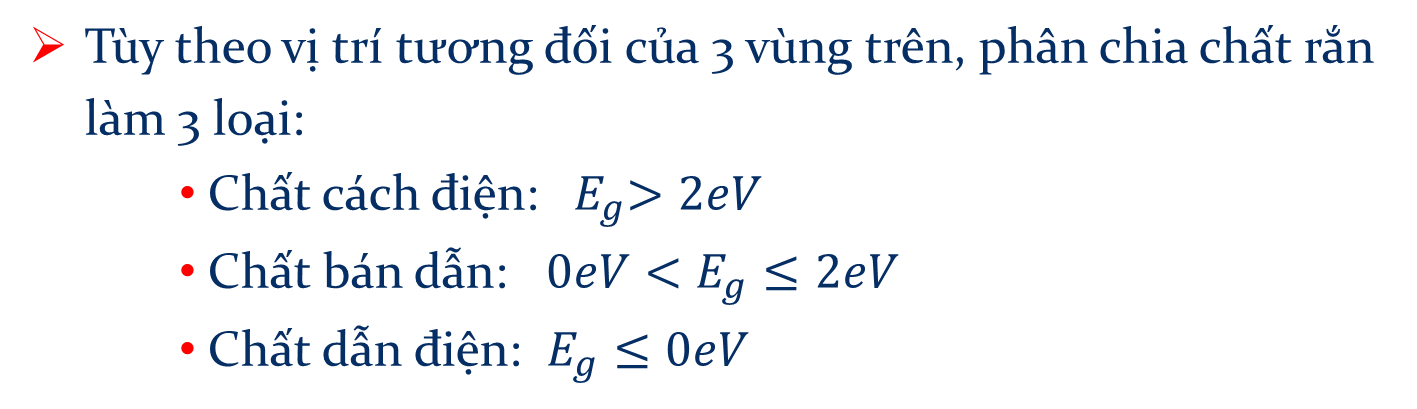 ➢ Tùy theo vị trí tương đối của 3 vùng trên, phân chia chất rắn
làm 3 loại:
• Chất cách điện: E_g > 2eV
• Chất bán dẫn: 0eV < E_g ≤ 2eV
• Chất dẫn điện: E_g ≤ 0eV